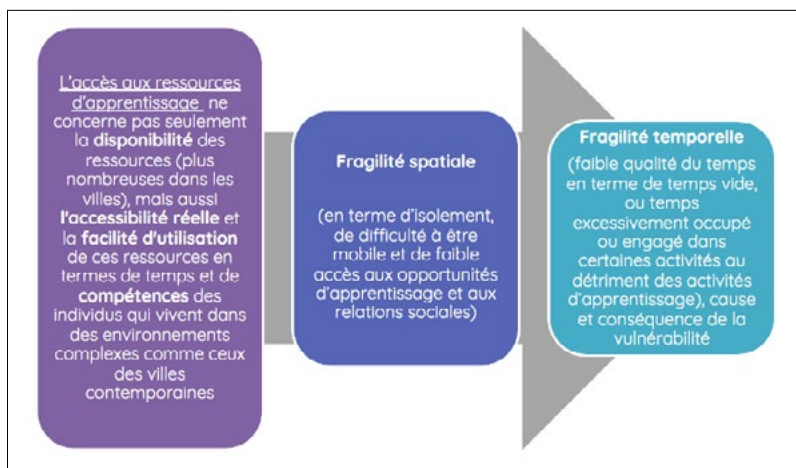 L'accès aux ressources
d'apprentissage ne
concerne pas seulement
la disponibilité des
ressources (plus
nombreuses dans les
villes), mais aussi
l'accessibilité réelle et
la facilité d'utilisation
de ces ressources en
termes de temps et de
compétences des
individus qui vivent dans
des environnements
complexes comme ceux
des villes
contemporaines
Fragilité spatiale
(en terme d'isolement,
de difficulté à être
mobile et de faible
accès aux opportunités
d'apprentissage et aux
relations sociales)
Fragilité temporelle
(faible qualité du temps
en terme de temps vide,
ou temps
excessivement occupé
ou engagé dans
certaines activités au
détriment des activités
d'apprentissage), cause
et conséquence de la
vulnérabilité